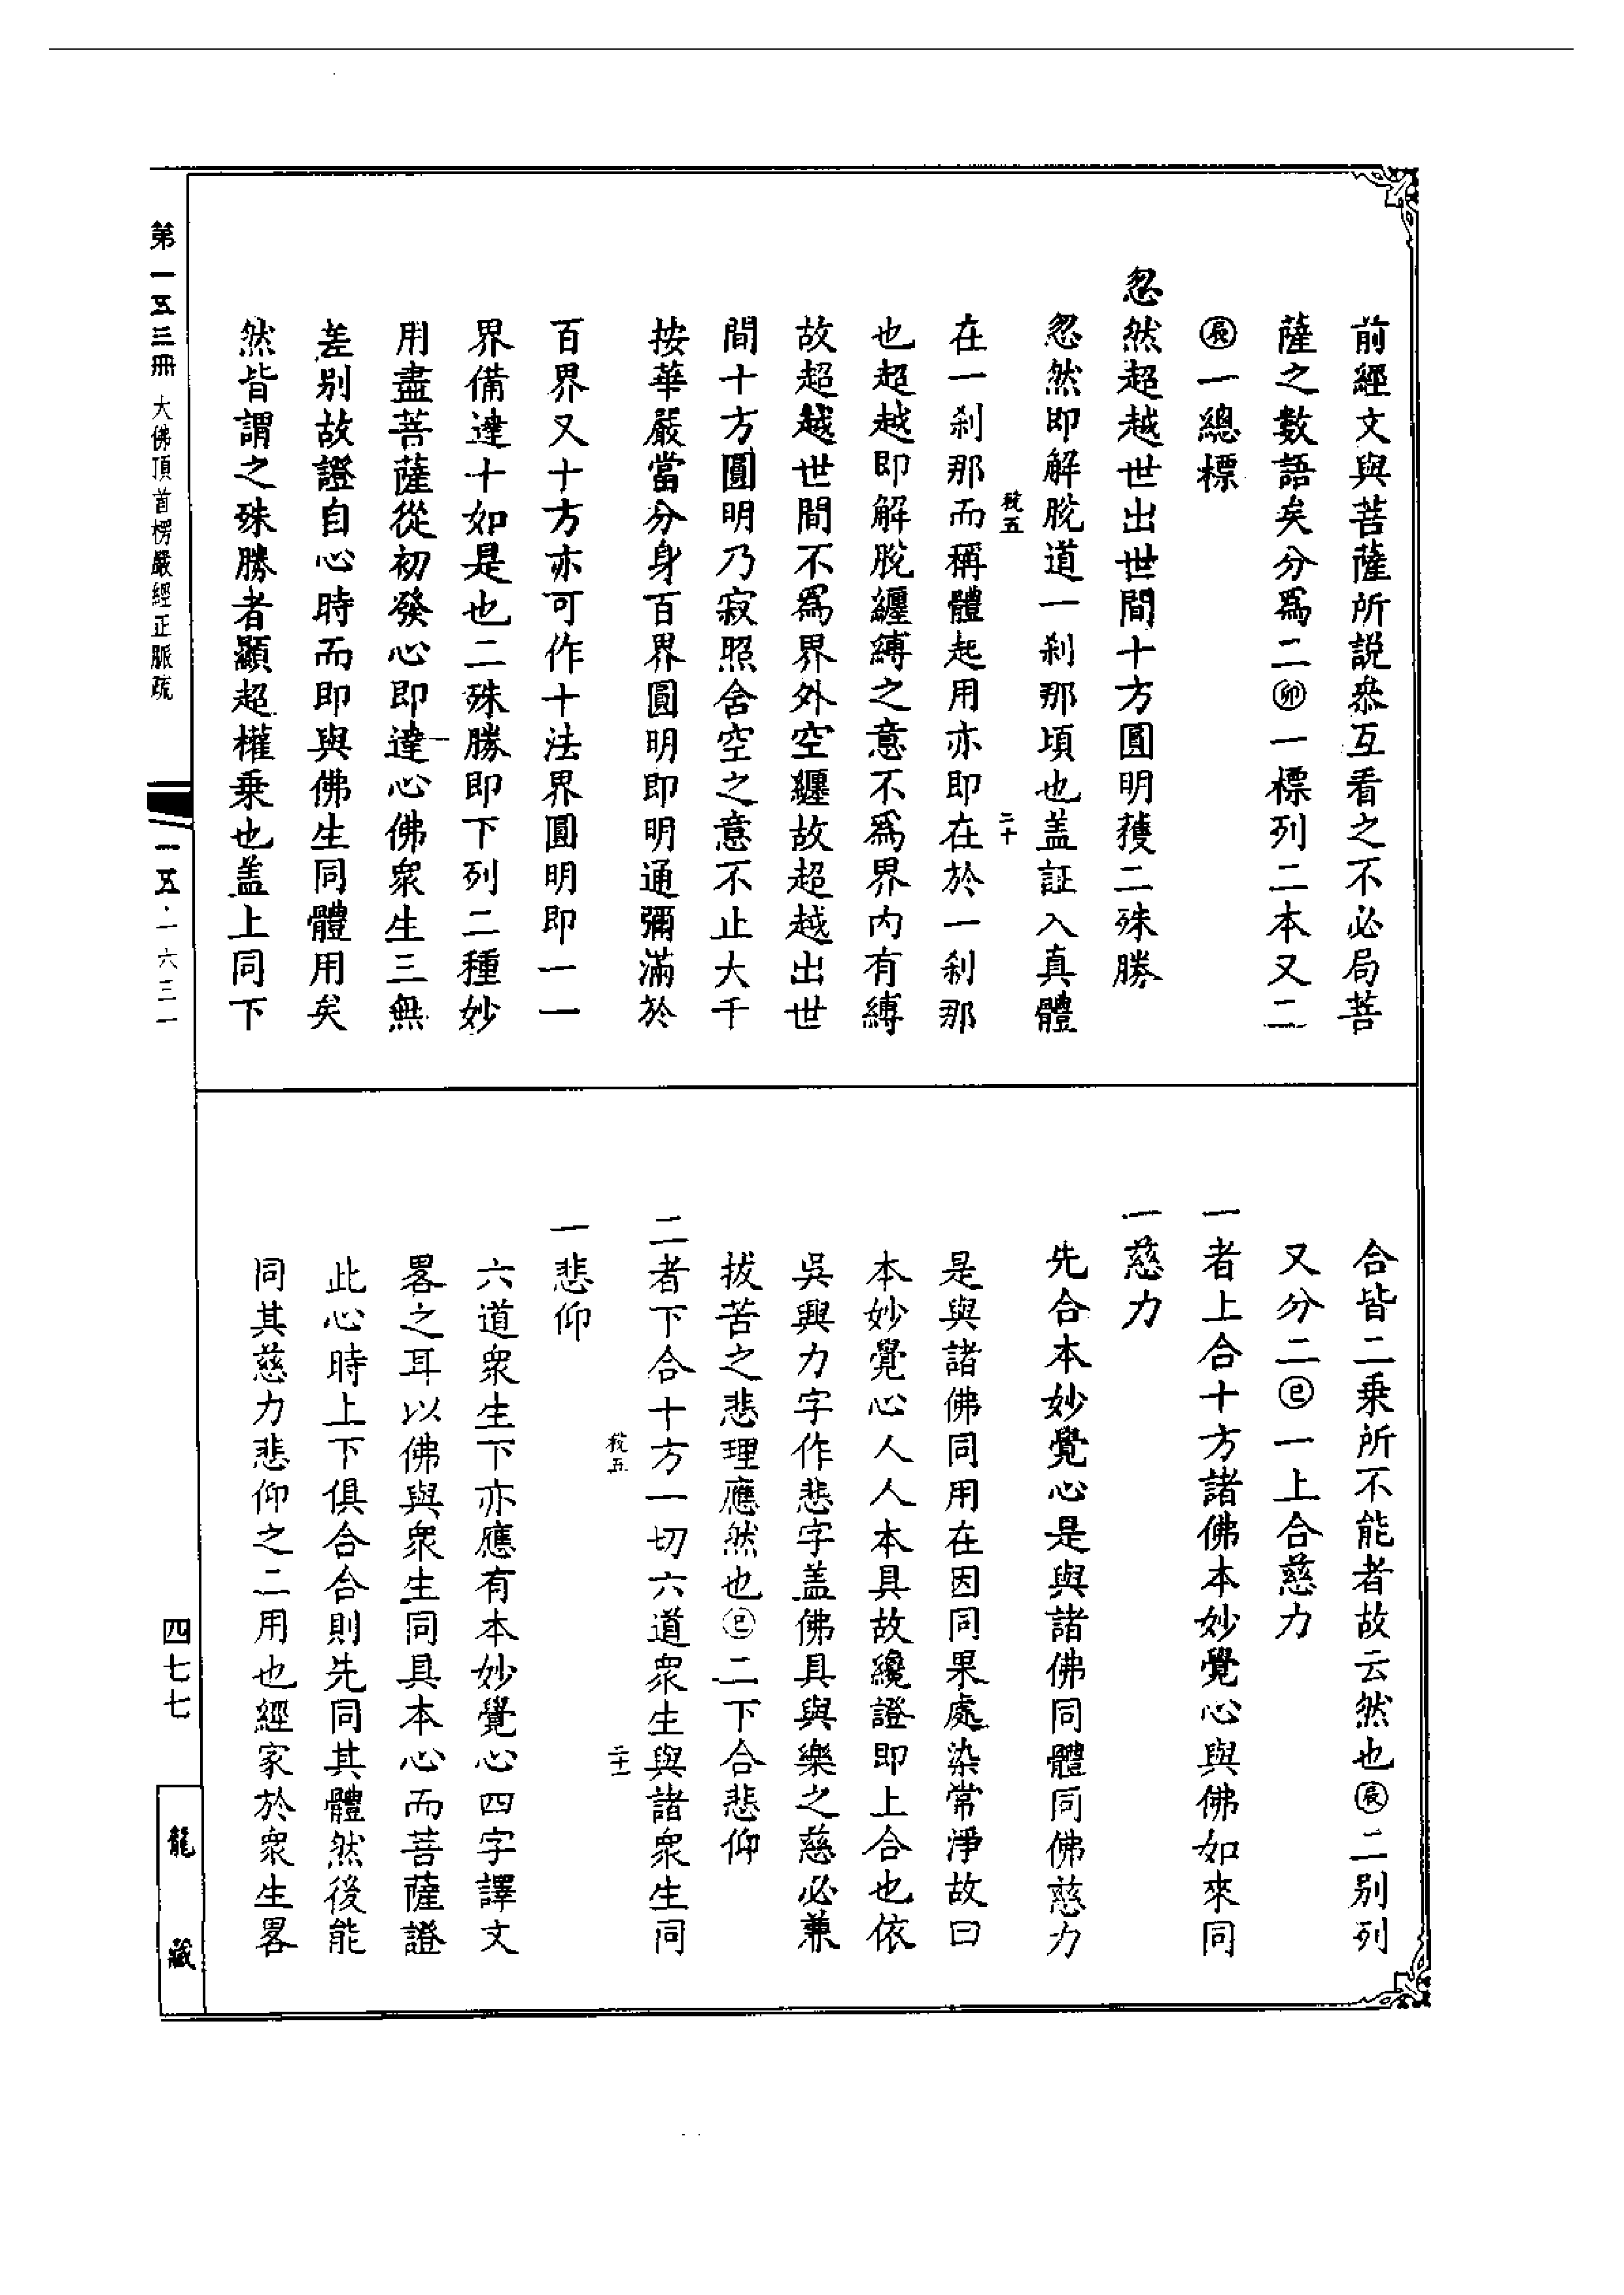 前經文與菩薩所說叅互看之不必局菩
薩之數語矣分爲二㊞一標列二本又二
㊞一總標
忽然超越世出世間十方圓明獲二殊勝
忽然即解脫道一刹那頃也盖証入真體
在一刹那而稱體起用亦即在於一刹那
也超越即解脫纏縛之意不爲界內有縛
故超越世間不爲界外空纏故超越出世
間十方圓明乃寂照含空之意不止大千
按華嚴當分身百界圓明即明通彌滿於
百界又十方亦可作十法界圓明即一一
界備達十如是也二殊勝即下列二種妙
用盡菩薩從初發心即達心佛衆生三無
差別故證自心時而即與佛生同體用矣
然皆謂之殊勝者顯超權乗也盖上同下
合皆二乗所不能者故云然也㊞二别列
又分二㊞一上合慈力
一者上合十方諸佛本妙覺心與佛如來同
一慈力
先合本妙覺心是與諸佛同體同佛慈力
是與諸佛同用在因同果處染常淨故曰
本妙覺心人人本具故纔證即上合也依
吳興力字作悲字盖佛具與樂之慈必兼
拔苦之悲理應然也㊞二下合悲仰
二者下合十方一切六道衆生與諸衆生同
一悲仰
六道衆生下亦應有本妙覺心四字譯文
畧之耳以佛與衆生同具本心而菩薩證
此心時上下俱合合則先同其體然後能
同其慈力悲仰之二用也經家於衆生畧
第一五三冊 大佛頂首楞嚴經正脈疏
一五·一六三一
四七七
龍藏